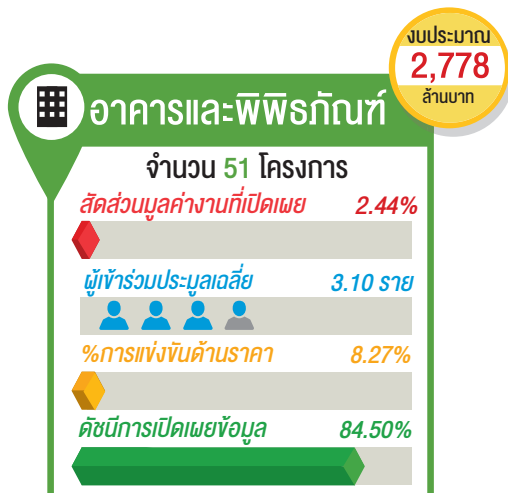 งบประมาณ
2,778
ล้านบาท
อาคารและพิพิธภัณฑ์
จำนวน 51 โครงการ
สัดส่วนมูลค่างานที่เปิดเผย 2.44%
ผู้เข้าร่วมประมูลเฉลี่ย 3.10 ราย
%การแข่งขันด้านราคา 8.27%
ดัชนีการเปิดเผยข้อมูล 84.50%